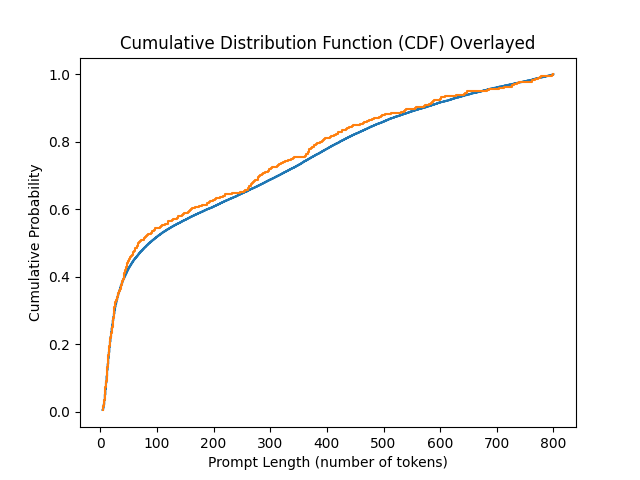 Cumulative Distribution Function (CDF) Overlayed
1.0
0.8
0.6
0.4
0.2
0.0
Cumulative Probability
0 100 200 300 400 500 600 700 800
Prompt Length (number of tokens)